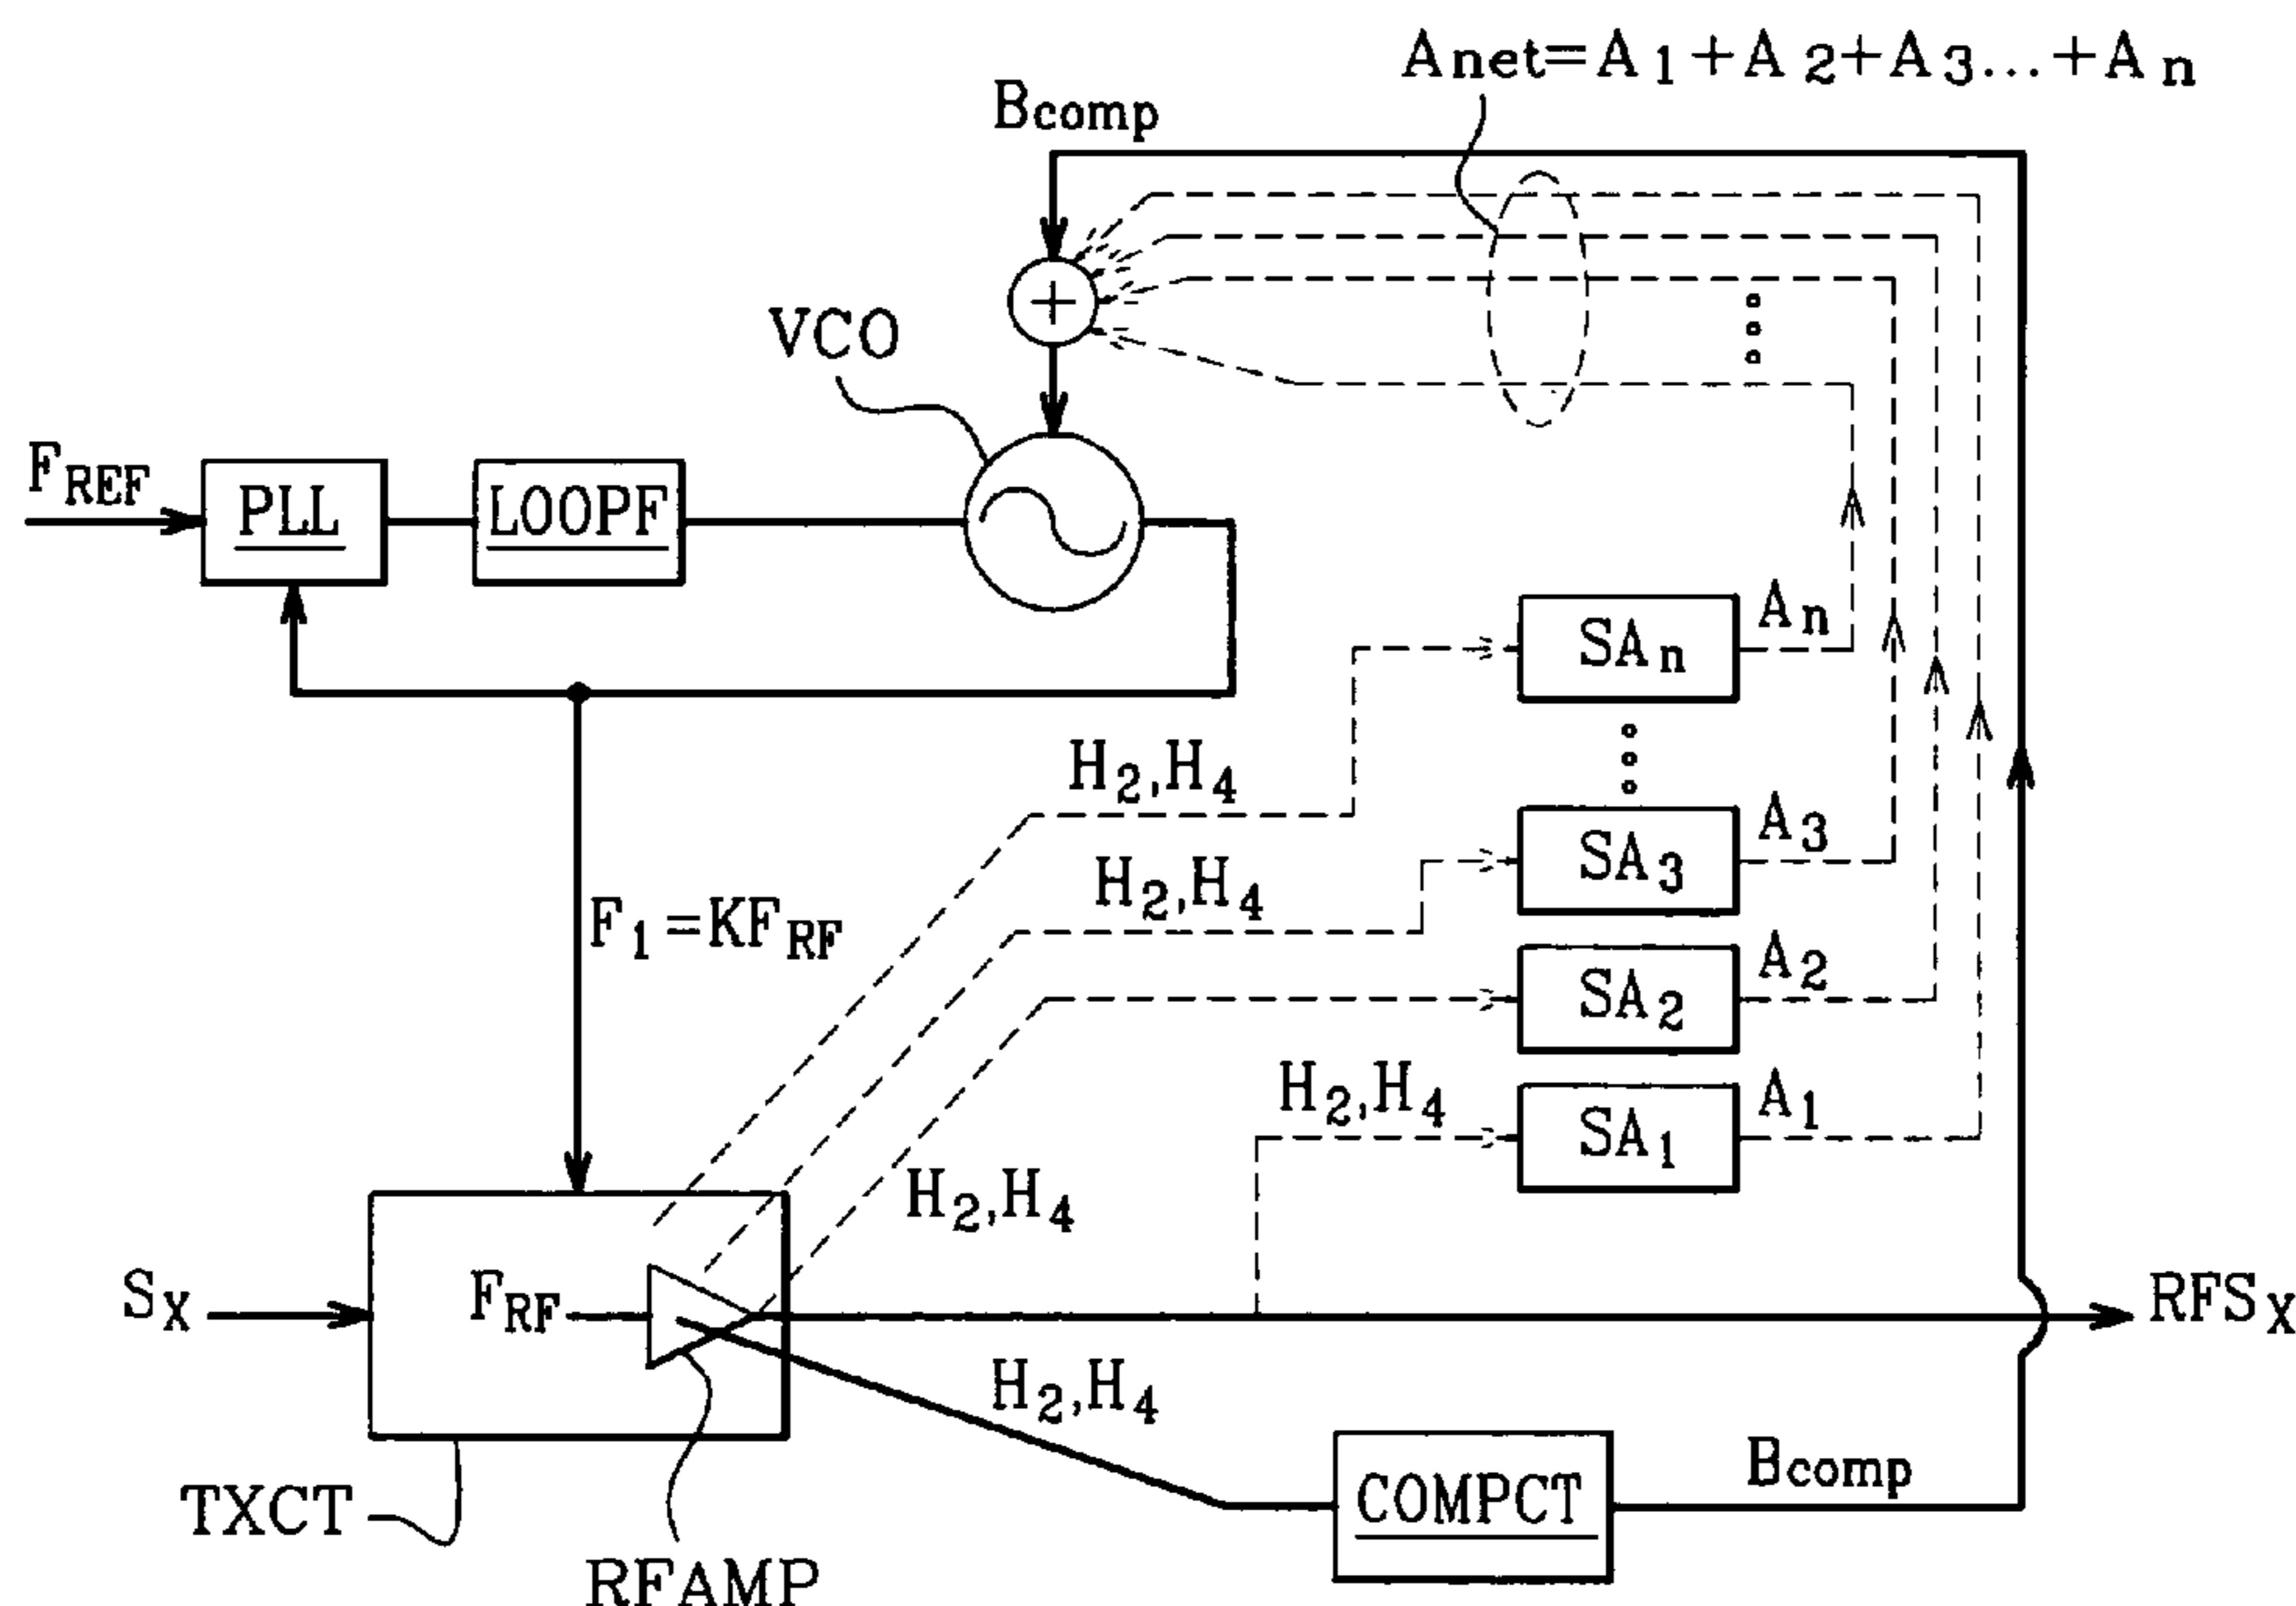 Anet=A1+A2+A3...+An
Bcomp
VCO
FREF
PLL
LOOPF
An
SAn
H2,H4
A3
SA3
H2,H4
F1=KFRF
A2
SA2
H2,H4
A1
SA1
H2,H4
SX
FRF
RFSX
H2,H4
Bcomp
COMPCT
TXCT
RFAMP